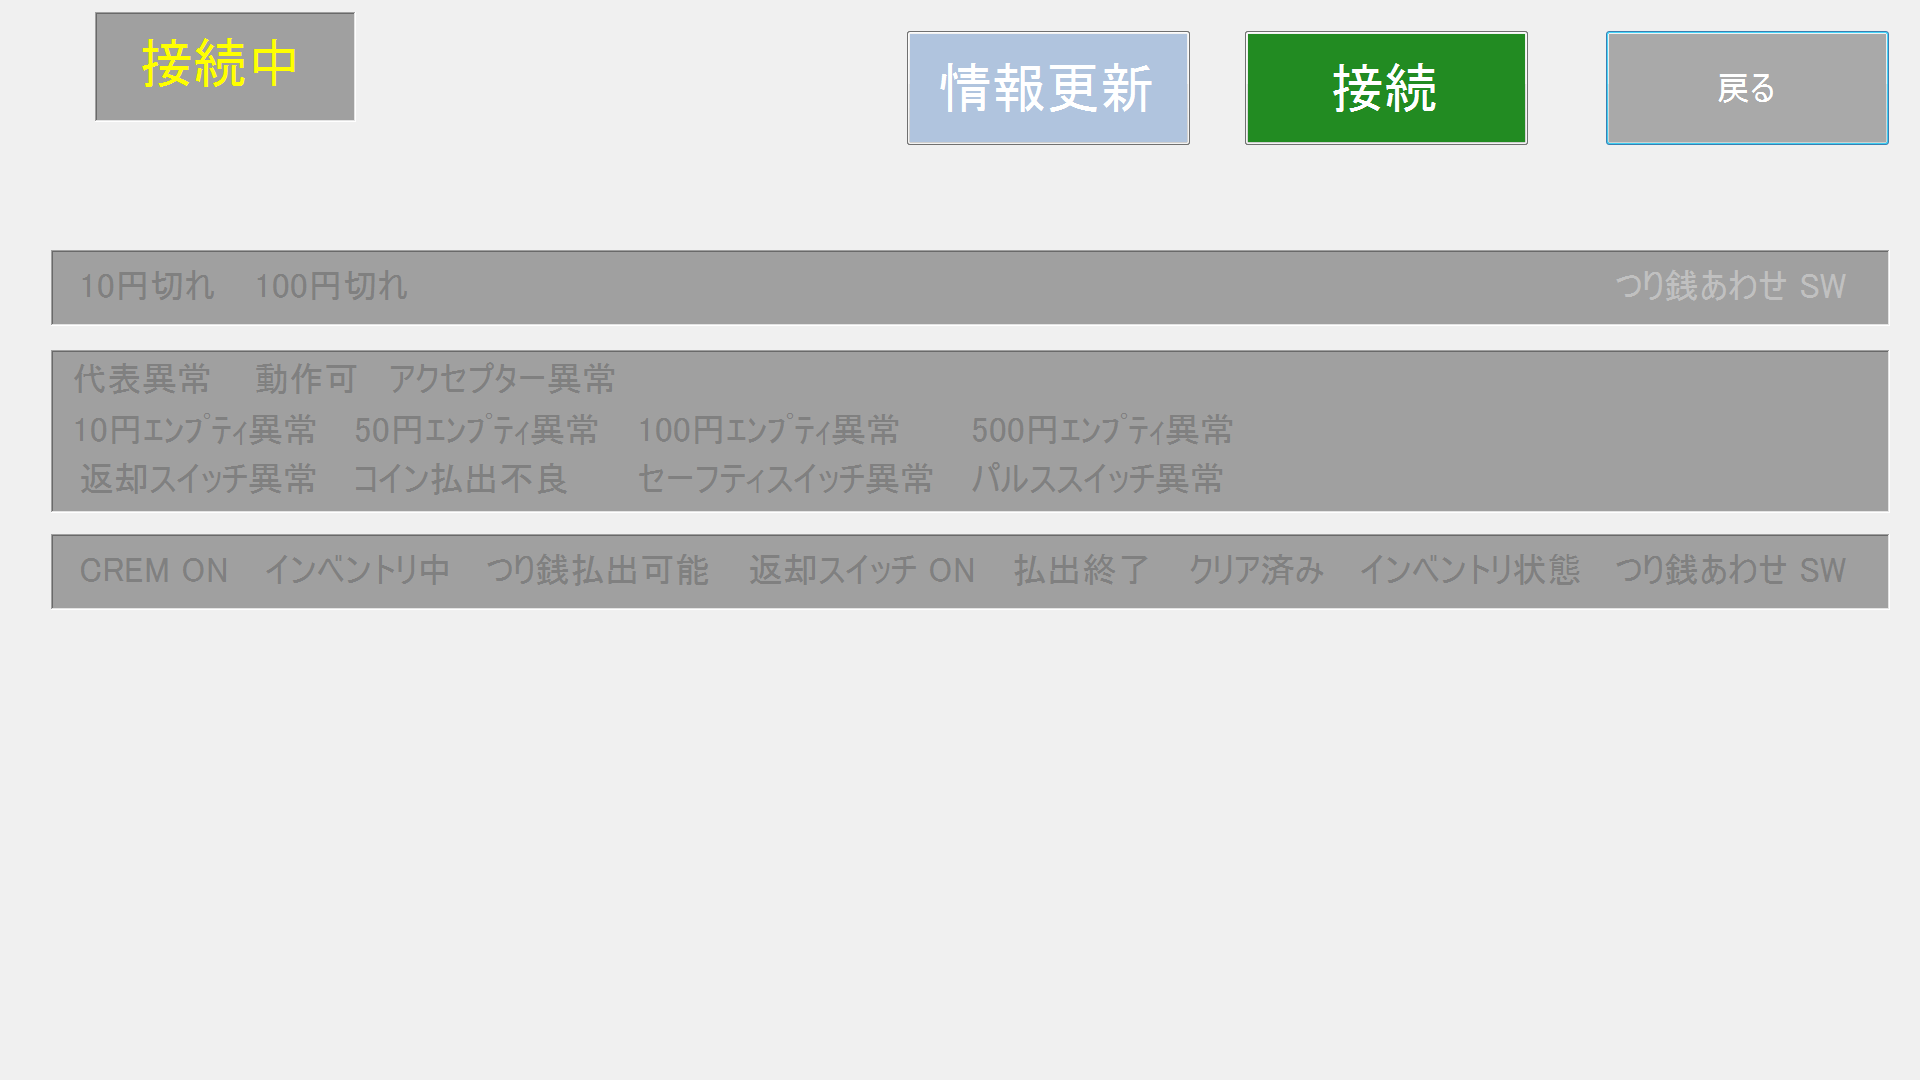 接続中
情報更新 接続 戻る
10円切れ 100円切れ つり銭あわせ SW
代表異常 動作可 アクセプター異常
10円ｴﾝﾌﾟﾃｨ異常 50円ｴﾝﾌﾟﾃｨ異常 100円ｴﾝﾌﾟﾃｨ異常 500円ｴﾝﾌﾟﾃｨ異常
返却スイッチ異常 コイン払出不良 セーフティスイッチ異常 パルススイッチ異常
CREM ON インベントリ中 つり銭払出可能 返却スイッチ ON 払出終了 クリア済み インベントリ状態 つり銭あわせ SW